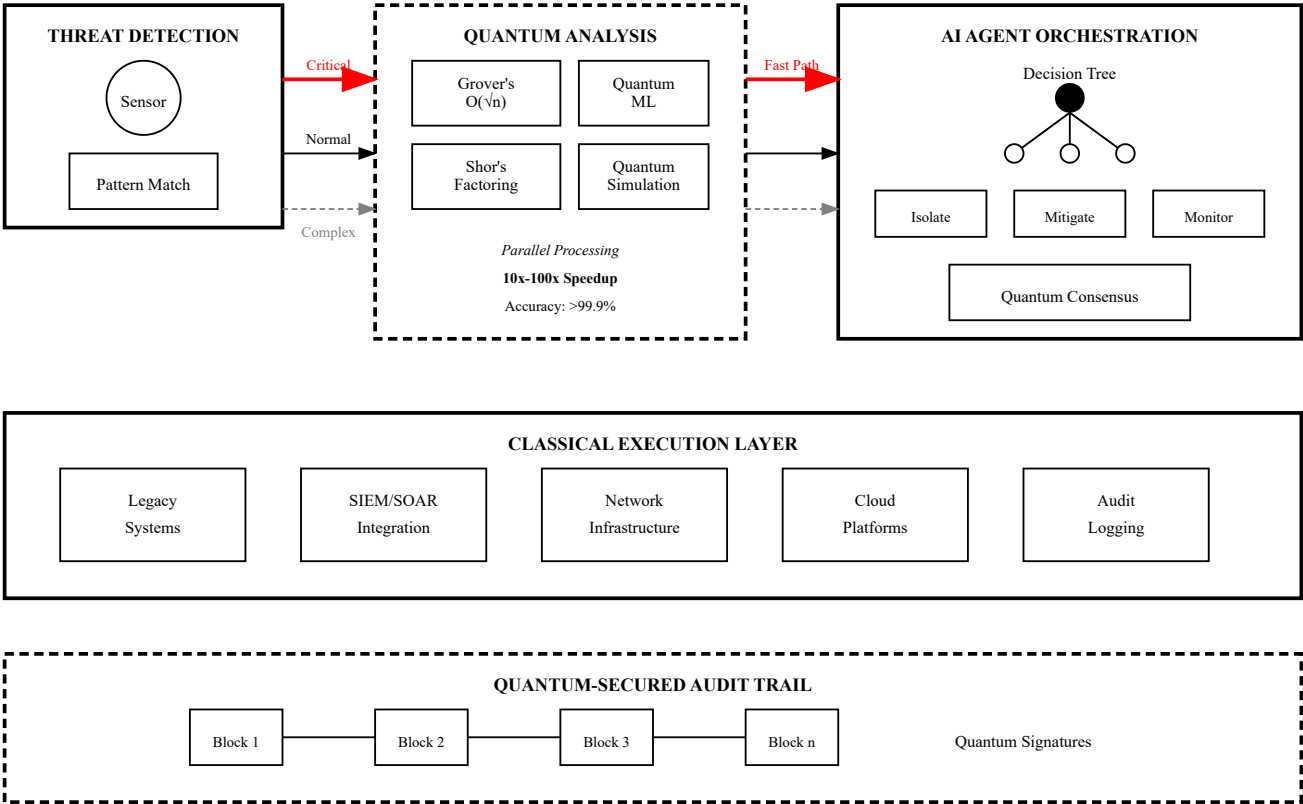 THREAT DETECTION
Sensor
Pattern Match
Critical
Normal
Complex
QUANTUM ANALYSIS
Grover's
O(√n)
Quantum
ML
Shor's
Factoring
Quantum
Simulation
Parallel Processing
10x-100x Speedup
Accuracy: >99.9%
Fast Path
AI AGENT ORCHESTRATION
Decision Tree
Isolate
Mitigate
Monitor
Quantum Consensus
CLASSICAL EXECUTION LAYER
Legacy
Systems
SIEM/SOAR
Integration
Network
Infrastructure
Cloud
Platforms
Audit
Logging
QUANTUM-SECURED AUDIT TRAIL
Block 1
Block 2
Block 3
Block n
Quantum Signatures